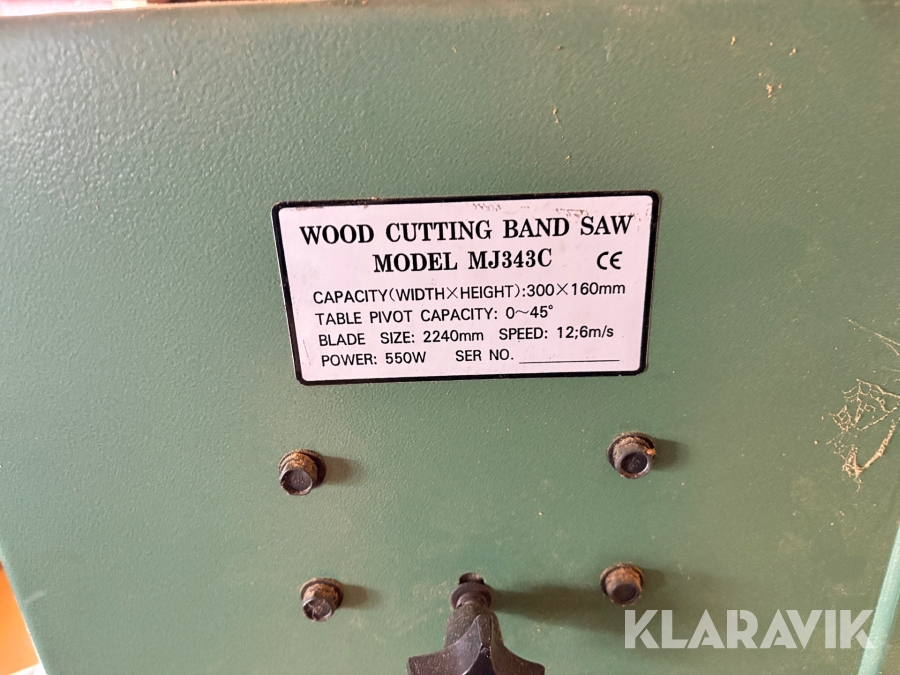 WOOD CUTTING BAND SAW
MODEL MJ343C CE
CAPACITY(WIDTH×HEIGHT):300×160mm
TABLE PIVOT CAPACITY: 0~45°
BLADE SIZE: 2240mm SPEED: 12;6m/s
POWER: 550W SER NO.
KLARAVIK